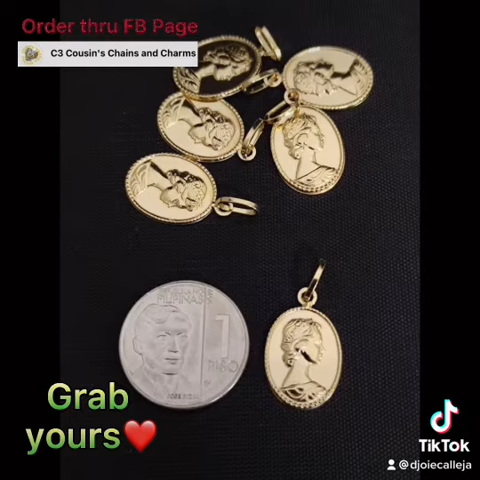 Order thru FB Page
C3 Cousin's Chains and Charms
PILIPINAS
1
PISO
Grab
yours❤️
TikTok
@djoiecalleja